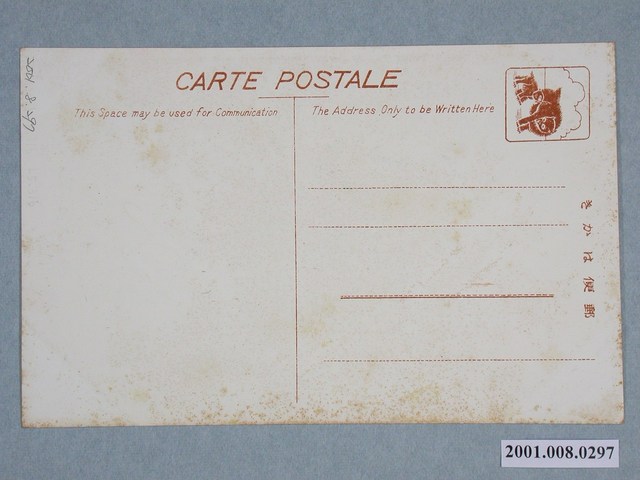 CARTE POSTALE
This Space may be used for Communication
The Address Only to be Written Here
きかは便郵
2001.008.0297